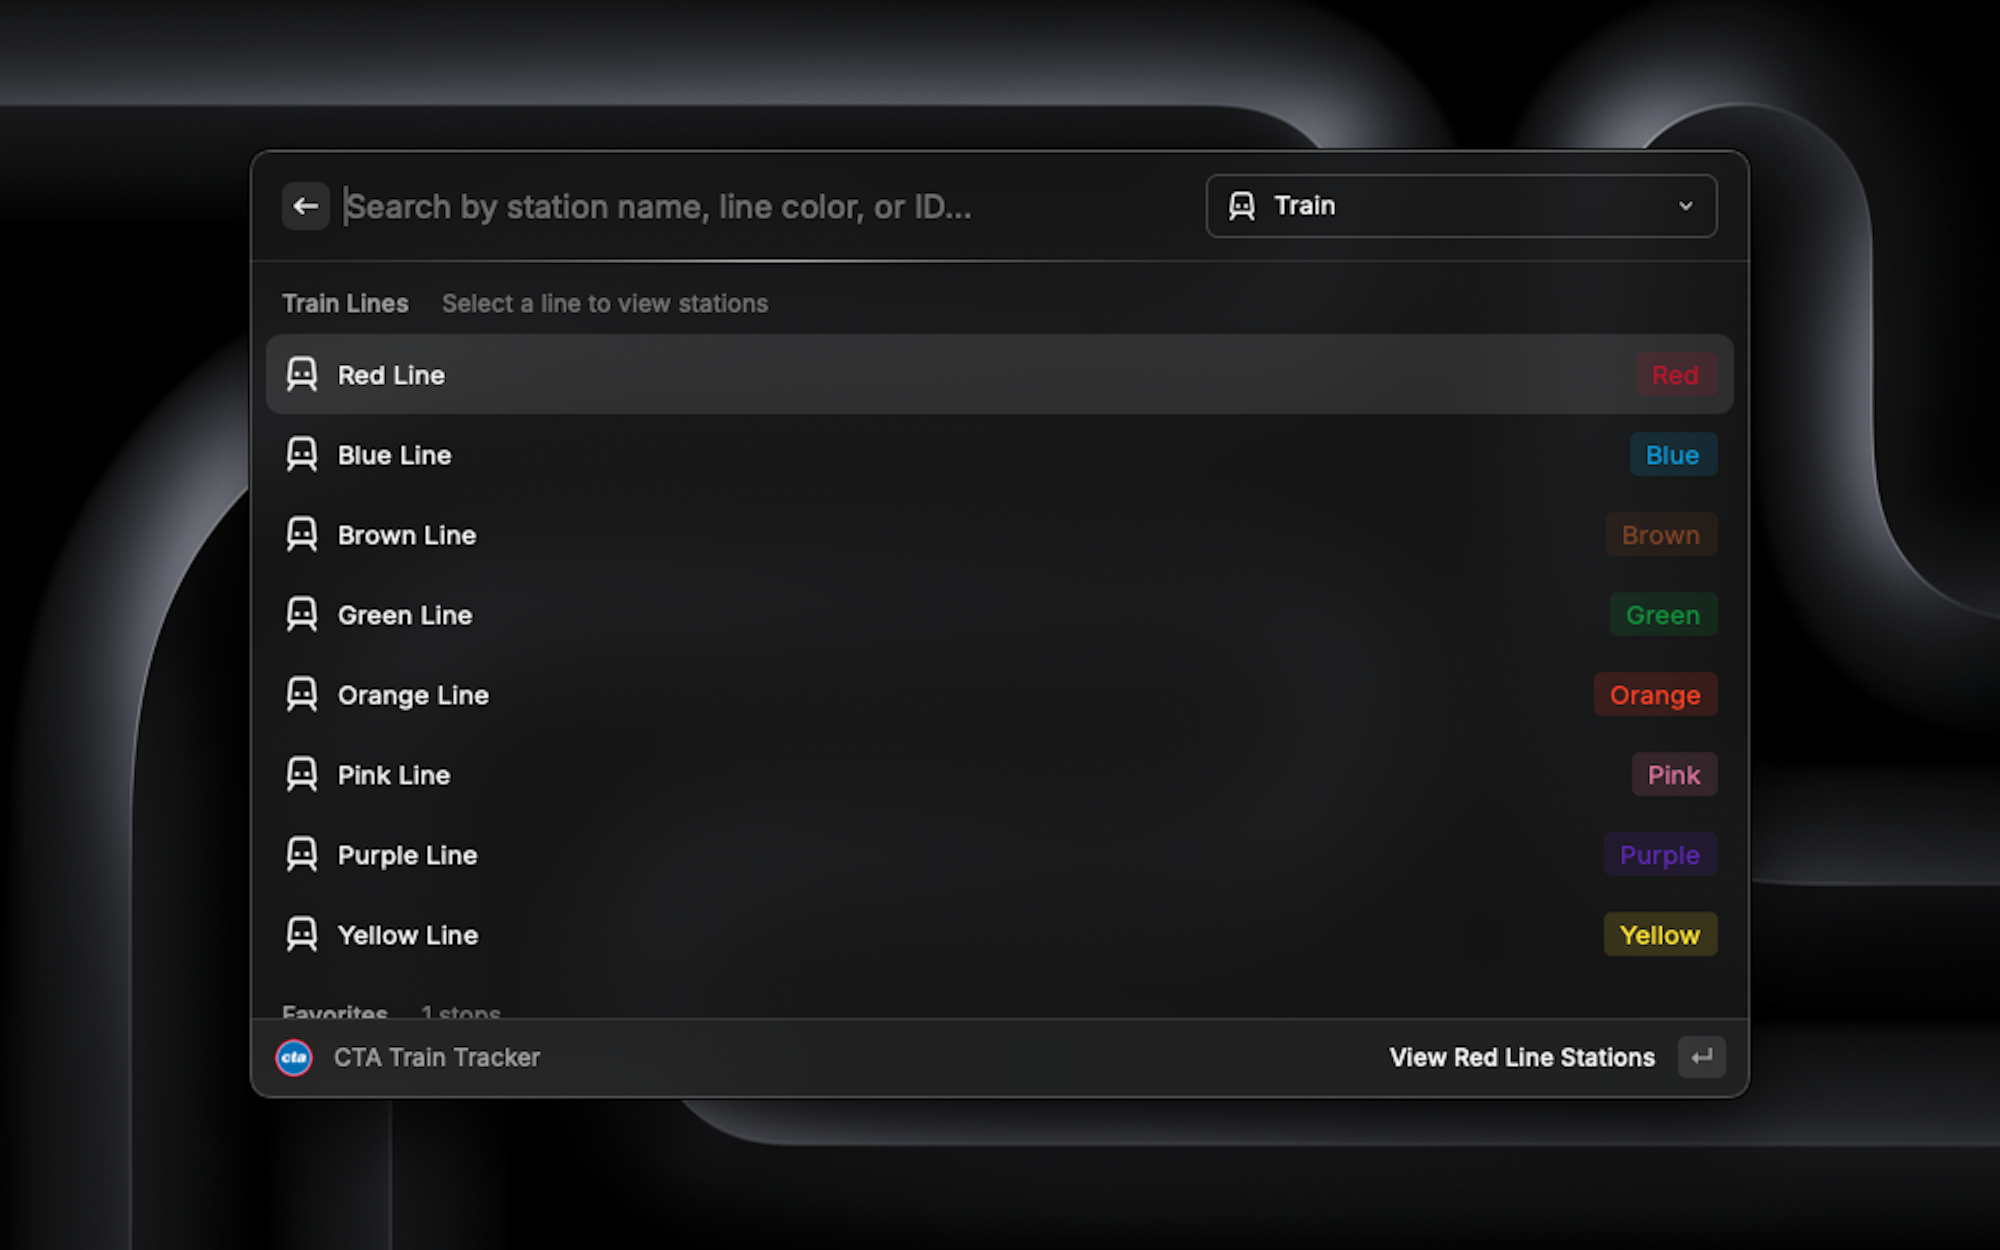 Search by station name, line color, or ID...
Train
Train Lines Select a line to view stations
Red Line Red
Blue Line Blue
Brown Line Brown
Green Line Green
Orange Line Orange
Pink Line Pink
Purple Line Purple
Yellow Line Yellow
Favorites 1 stops
cta CTA Train Tracker View Red Line Stations